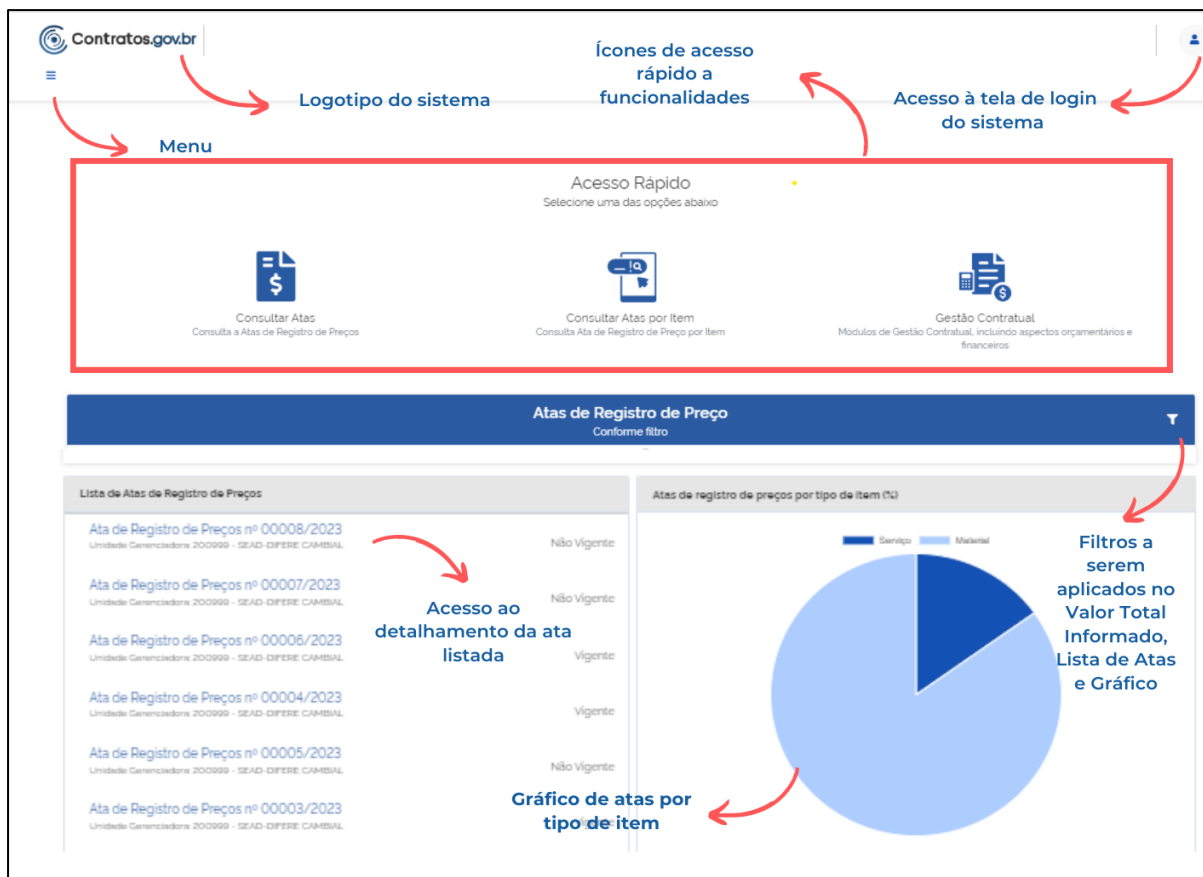 Contratos.gov.br
Ícones de acesso
rápido a
funcionalidades
Logotipo do sistema
Acesso à tela de login
do sistema
Menu
Acesso Rápido
Selecione uma das opções abaixo
Consultar Atas
Consulta a Atas de Registro de Preços
Consultar Atas por Item
Consulta Ata de Registro de Preço por Item
Gestão Contratual
Módulos de Gestão Contratual, incluindo aspectos orçamentários e
financeiros
Atas de Registro de Preço
Conforme filtro
Lista de Atas de Registro de Preços
Ata de Registro de Preços nº 00008/2023
Unidade Gerenciadora: 200999 - SEAD-DIFERE CAMBIAL
Não Vigente
Ata de Registro de Preços nº 00007/2023
Unidade Gerenciadora: 200999 - SEAD-DIFERE CAMBIAL
Não Vigente
Ata de Registro de Preços nº 00006/2023
Unidade Gerenciadora: 200999 - SEAD-DIFERE CAMBIAL
Vigente
Ata de Registro de Preços nº 00004/2023
Unidade Gerenciadora: 200999 - SEAD-DIFERE CAMBIAL
Vigente
Ata de Registro de Preços nº 00005/2023
Unidade Gerenciadora: 200999 - SEAD-DIFERE CAMBIAL
Não Vigente
Ata de Registro de Preços nº 00003/2023
Unidade Gerenciadora: 200999 - SEAD-DIFERE CAMBIAL
Vigente
Acesso ao
detalhamento da ata
listada
Atas de registro de preços por tipo de item (%)
Serviço
Material
Filtros a
serem
aplicados no
Valor Total
Informado,
Lista de Atas
e Gráfico
Gráfico de atas por
tipo de item